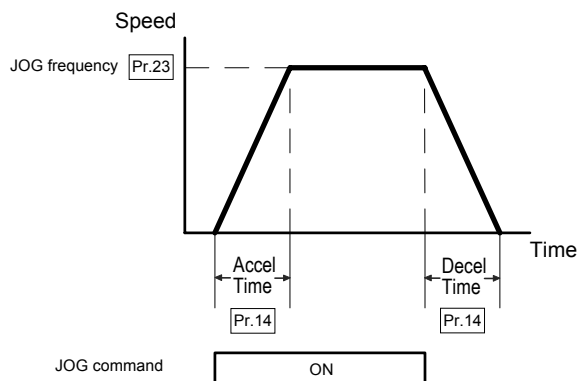 Speed
JOG frequency Pr.23
Time
Accel Time
Decel Time
Pr.14
Pr.14
JOG command ON